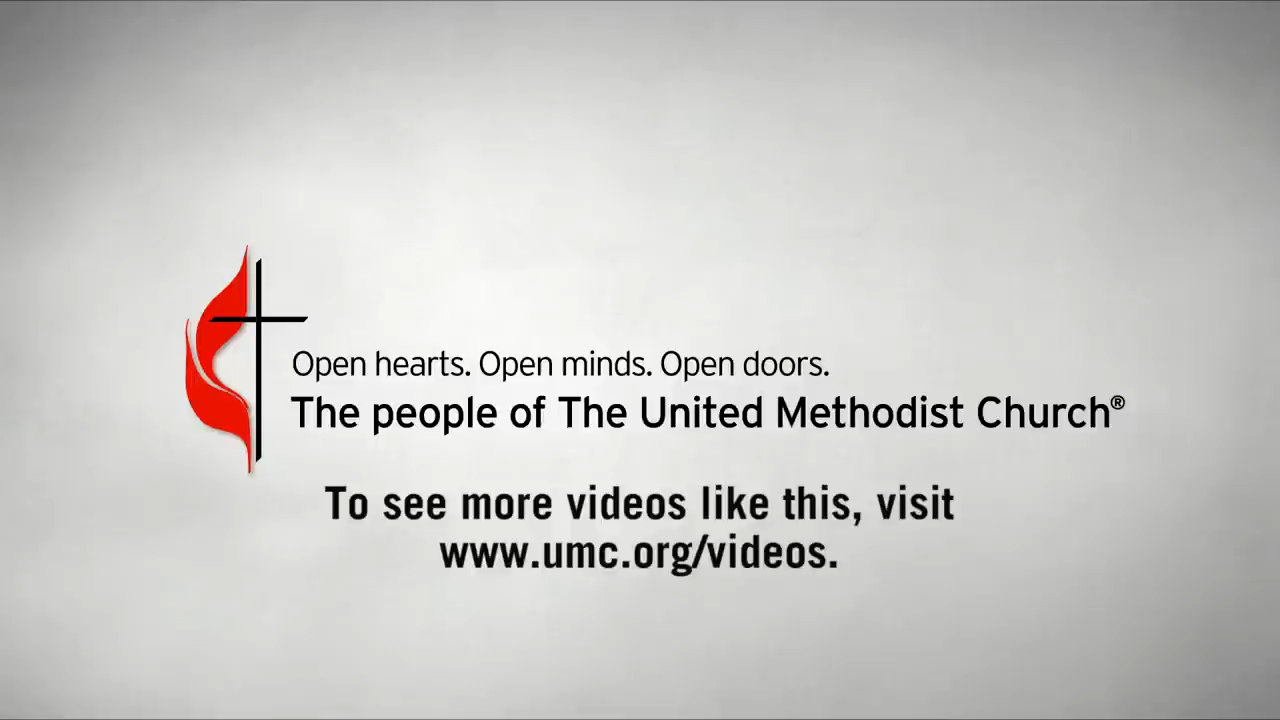 Open hearts. Open minds. Open doors.
The people of The United Methodist Church®
To see more videos like this, visit
www.umc.org/videos.